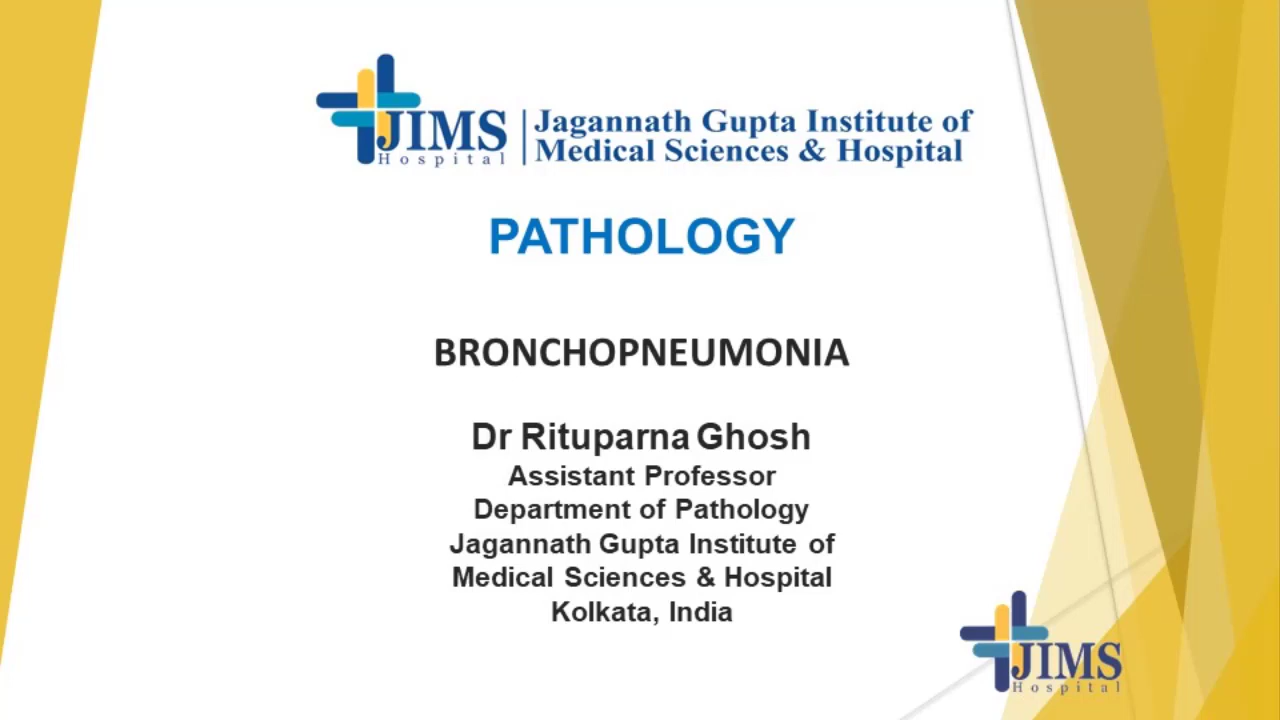 JIMS
Hospital
Jagannath Gupta Institute of
Medical Sciences & Hospital
PATHOLOGY
BRONCHOPNEUMONIA
Dr Rituparna Ghosh
Assistant Professor
Department of Pathology
Jagannath Gupta Institute of
Medical Sciences & Hospital
Kolkata, India
JIMS
Hospital